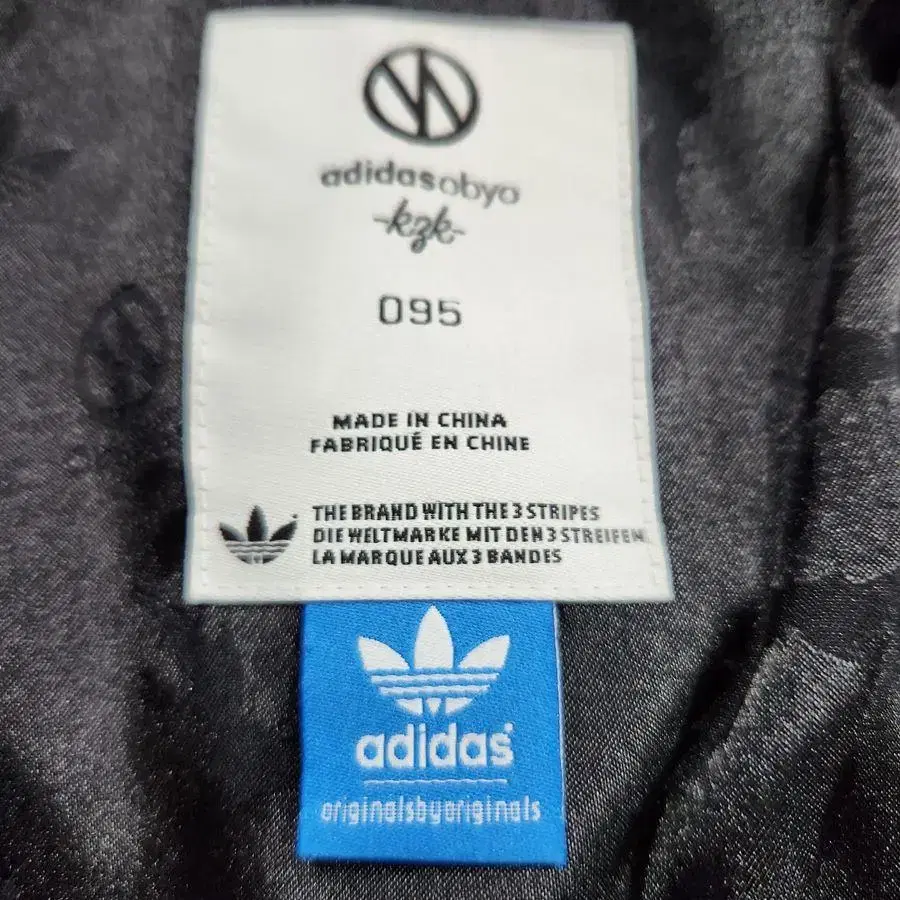 adidasobyo
-kzk-
095
MADE IN CHINA
FABRIQUÉ EN CHINE
THE BRAND WITH THE 3 STRIPES
DIE WELTMARKE MIT DEN 3 STREIFEN
LA MARQUE AUX 3 BANDES
adidas
originalsbyoriginals